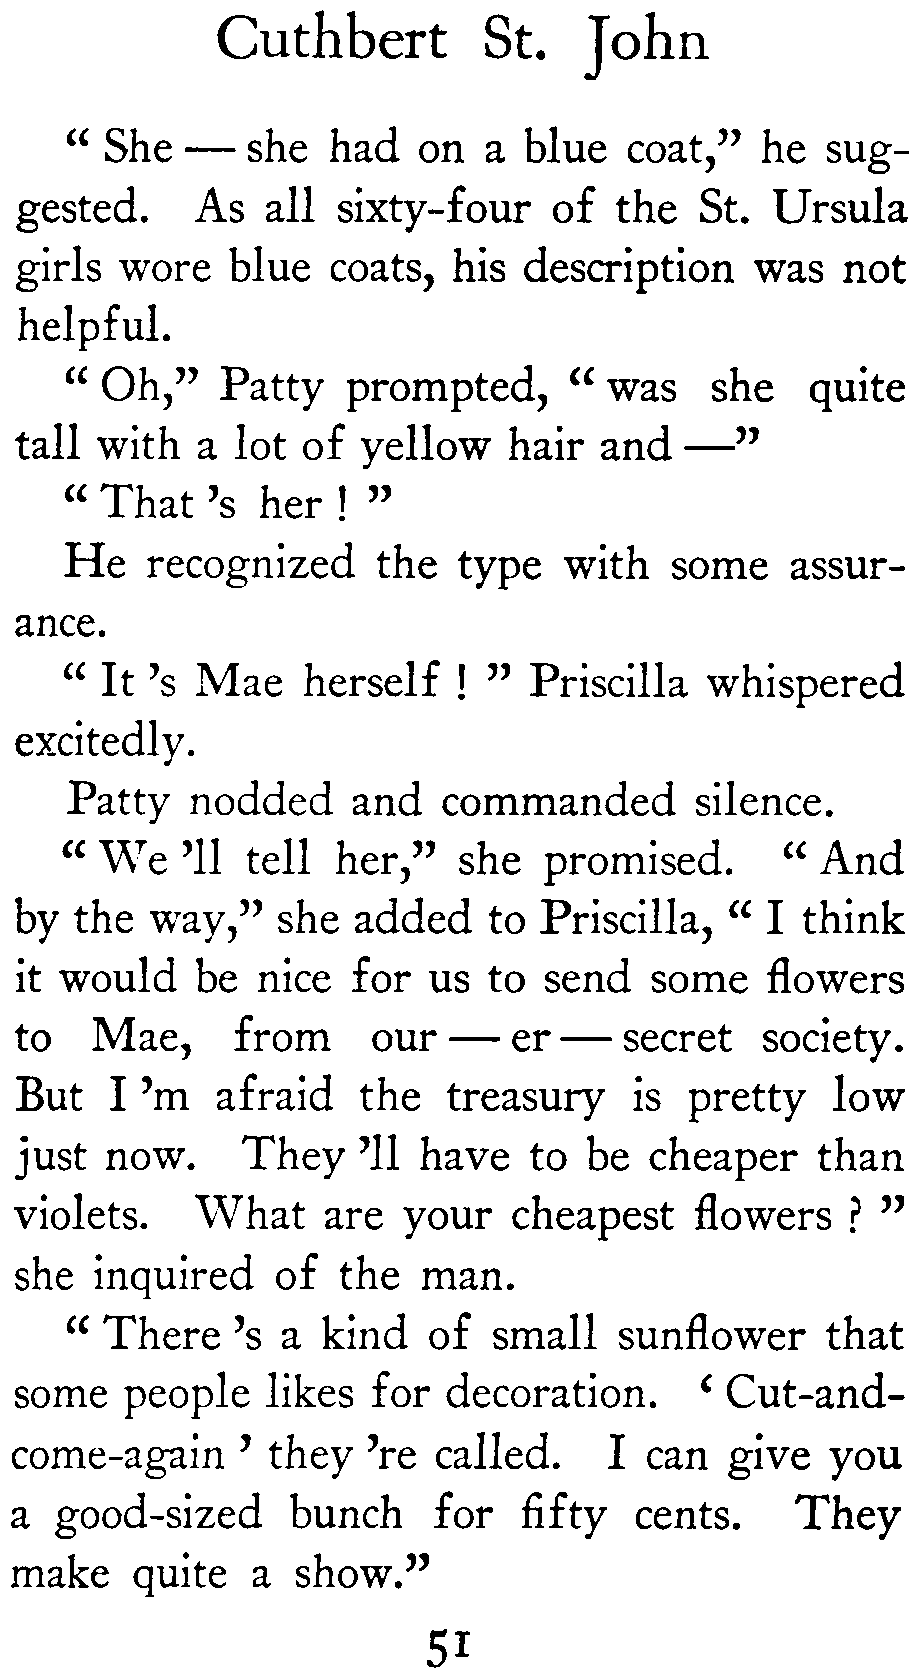 Cuthbert St. John
“ She — she had on a blue coat,” he sug-
gested. As all sixty-four of the St. Ursula
girls wore blue coats, his description was not
helpful.
“ Oh,” Patty prompted, “ was she quite
tall with a lot of yellow hair and —”
“ That ’s her ! ”
He recognized the type with some assur-
ance.
“ It ’s Mae herself ! ” Priscilla whispered
excitedly.
Patty nodded and commanded silence.
“ We ’ll tell her,” she promised. “ And
by the way,” she added to Priscilla, “ I think
it would be nice for us to send some flowers
to Mae, from our — er — secret society.
But I ’m afraid the treasury is pretty low
just now. They ’ll have to be cheaper than
violets. What are your cheapest flowers ? ”
she inquired of the man.
“ There ’s a kind of small sunflower that
some people likes for decoration. ‘ Cut-and-
come-again ’ they ’re called. I can give you
a good-sized bunch for fifty cents. They
make quite a show.”
51